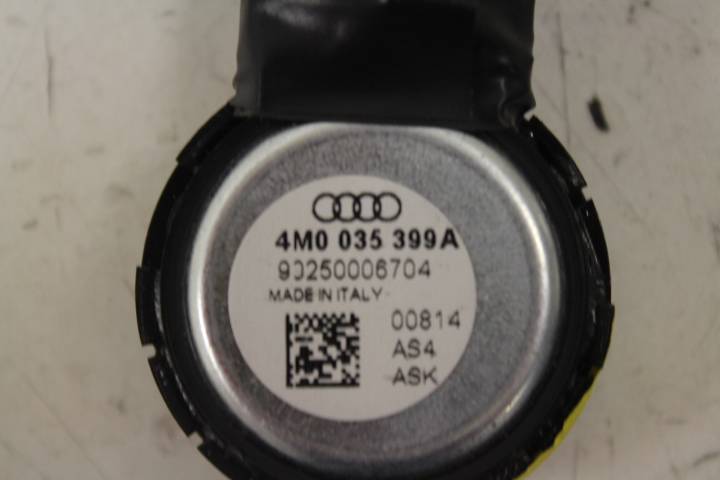 4M0 035 399A
90250006704
MADE IN ITALY
00814
AS4
ASK